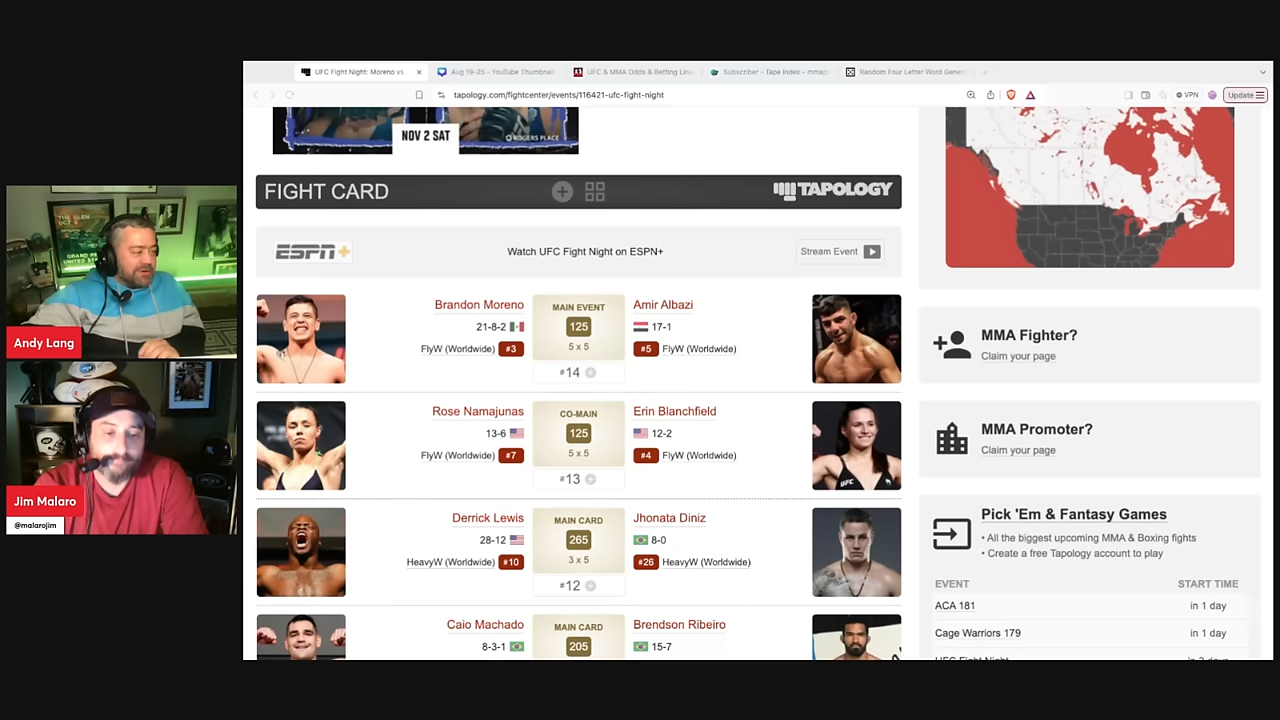 UFC Fight Night: Moreno vs
Aug 19-25 - YouTube Thumbnail
UFC & MMA Odds & Betting Line
Subscriber - Tape Index - mmap
Random Four Letter Word Gener
tapology.com/fightcenter/events/116421-ufc-fight-night
VPN
Update
NOV 2 SAT
ROGERS PLACE
FIGHT CARD
TAPOLOGY
ESPN+
Watch UFC Fight Night on ESPN+
Stream Event
Brandon Moreno
MAIN EVENT
Amir Albazi
21-8-2
125
17-1
FlyW (Worldwide) #3
5 x 5
#5 FlyW (Worldwide)
#14
Rose Namajunas
CO-MAIN
Erin Blanchfield
13-6
125
12-2
FlyW (Worldwide) #7
5 x 5
#4 FlyW (Worldwide)
#13
Derrick Lewis
MAIN CARD
Jhonata Diniz
28-12
265
8-0
HeavyW (Worldwide) #10
3 x 5
#26 HeavyW (Worldwide)
#12
Caio Machado
MAIN CARD
Brendson Ribeiro
8-3-1
205
15-7
MMA Fighter?
Claim your page
MMA Promoter?
Claim your page
Pick 'Em & Fantasy Games
• All the biggest upcoming MMA & Boxing fights
• Create a free Tapology account to play
EVENT
START TIME
ACA 181
in 1 day
Cage Warriors 179
in 1 day
UFC Fight Night
Andy Lang
Jim Malaro
@malarojim